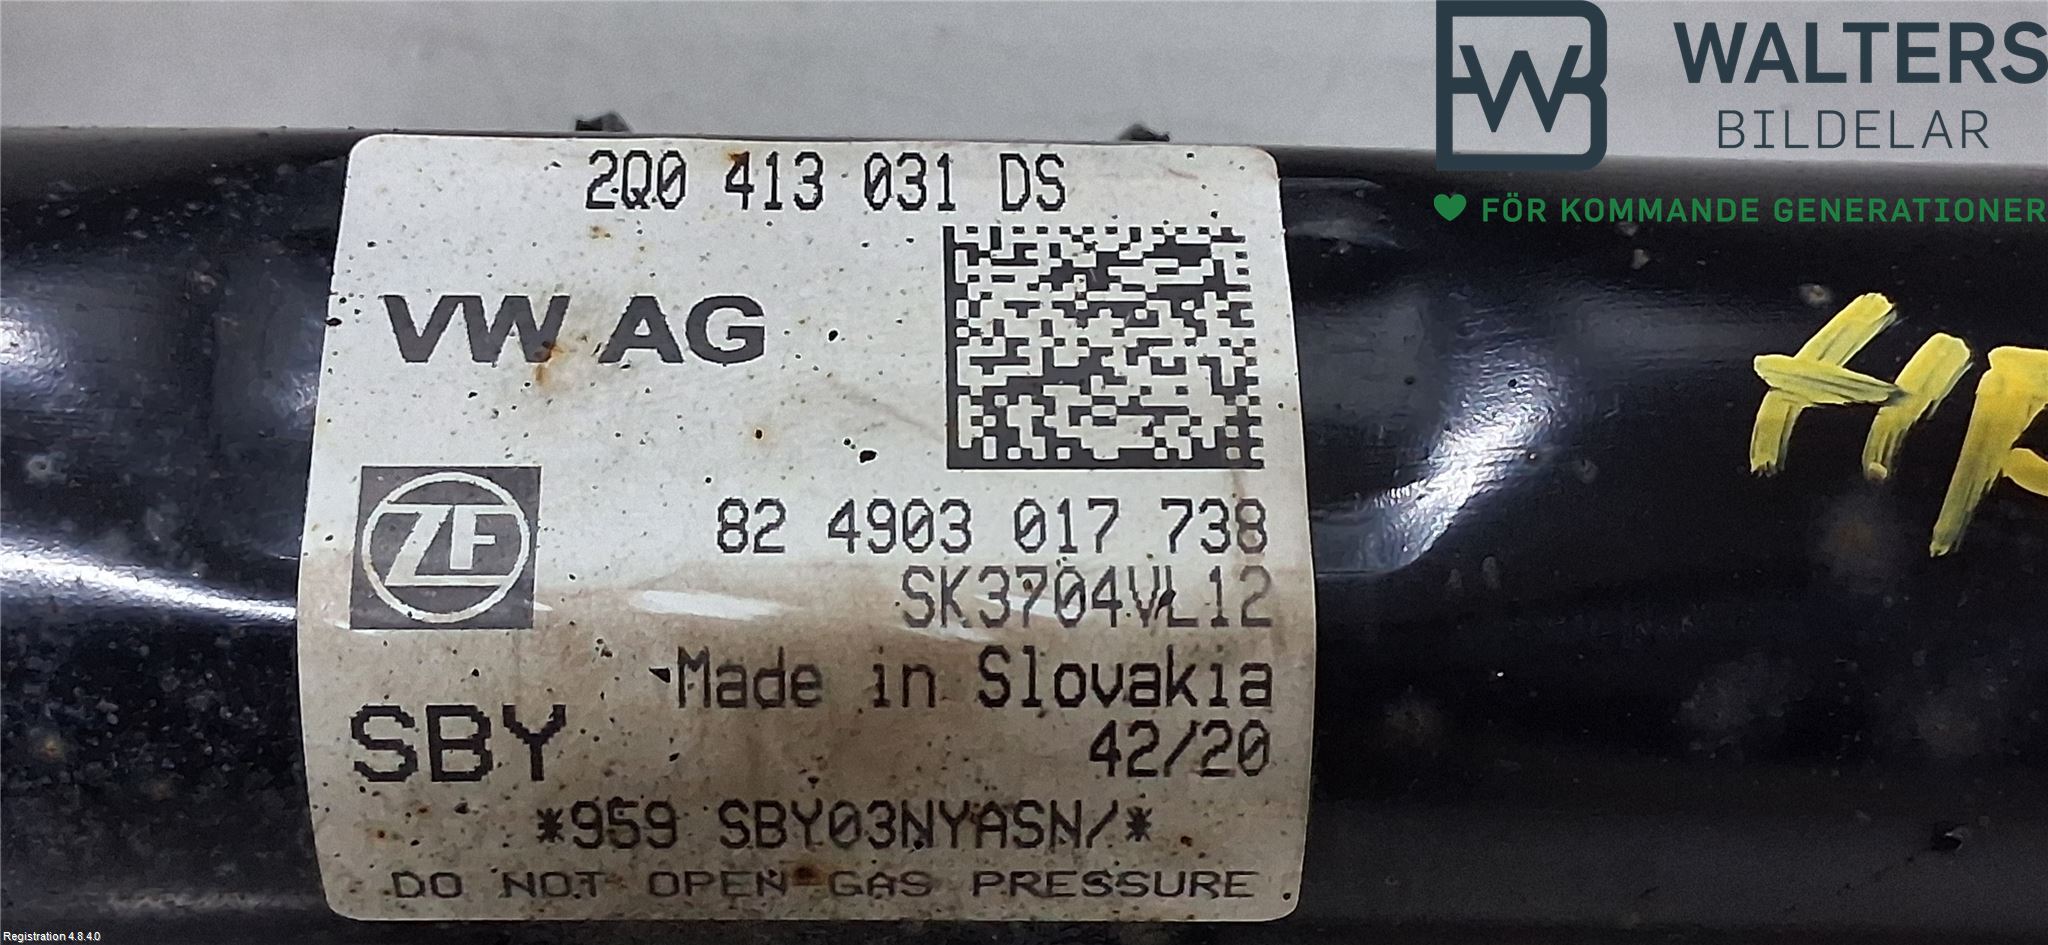 WALTERS
BILDELAR
FÖR KOMMANDE GENERATIONER
2Q0 413 031 DS
VW AG
ZF
82 4903 017 738
SK3704VL12
Made in Slovakia
SBY
42/20
*959 SBY03NYASN/*
DO NOT OPEN GAS PRESSURE
Registration 4.8.4.0